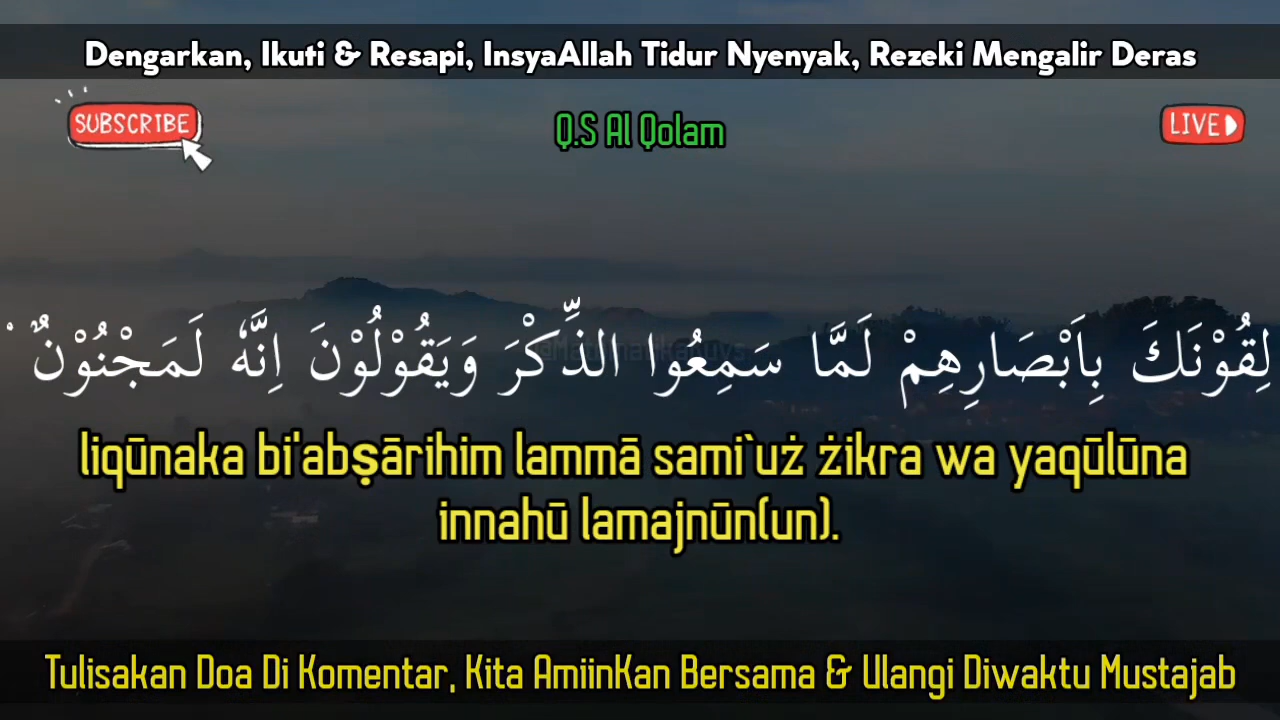 Dengarkan, Ikuti & Resapi, InsyaAllah Tidur Nyenyak, Rezeki Mengalir Deras
SUBSCRIBE
Q.S Al Qolam
LIVE
لِقُوْنَكَ بِاَبْصَارِهِمْ لَمَّا سَمِعُوا الذِّكْرَ وَيَقُوْلُوْنَ اِنَّهٗ لَمَجْنُوْنٌ ۘ
liqūnaka bi'abṣārihim lammā sami`uż żikra wa yaqūlūna
innahū lamajnūn(un).
Tulisakan Doa Di Komentar, Kita AmiinKan Bersama & Ulangi Diwaktu Mustajab